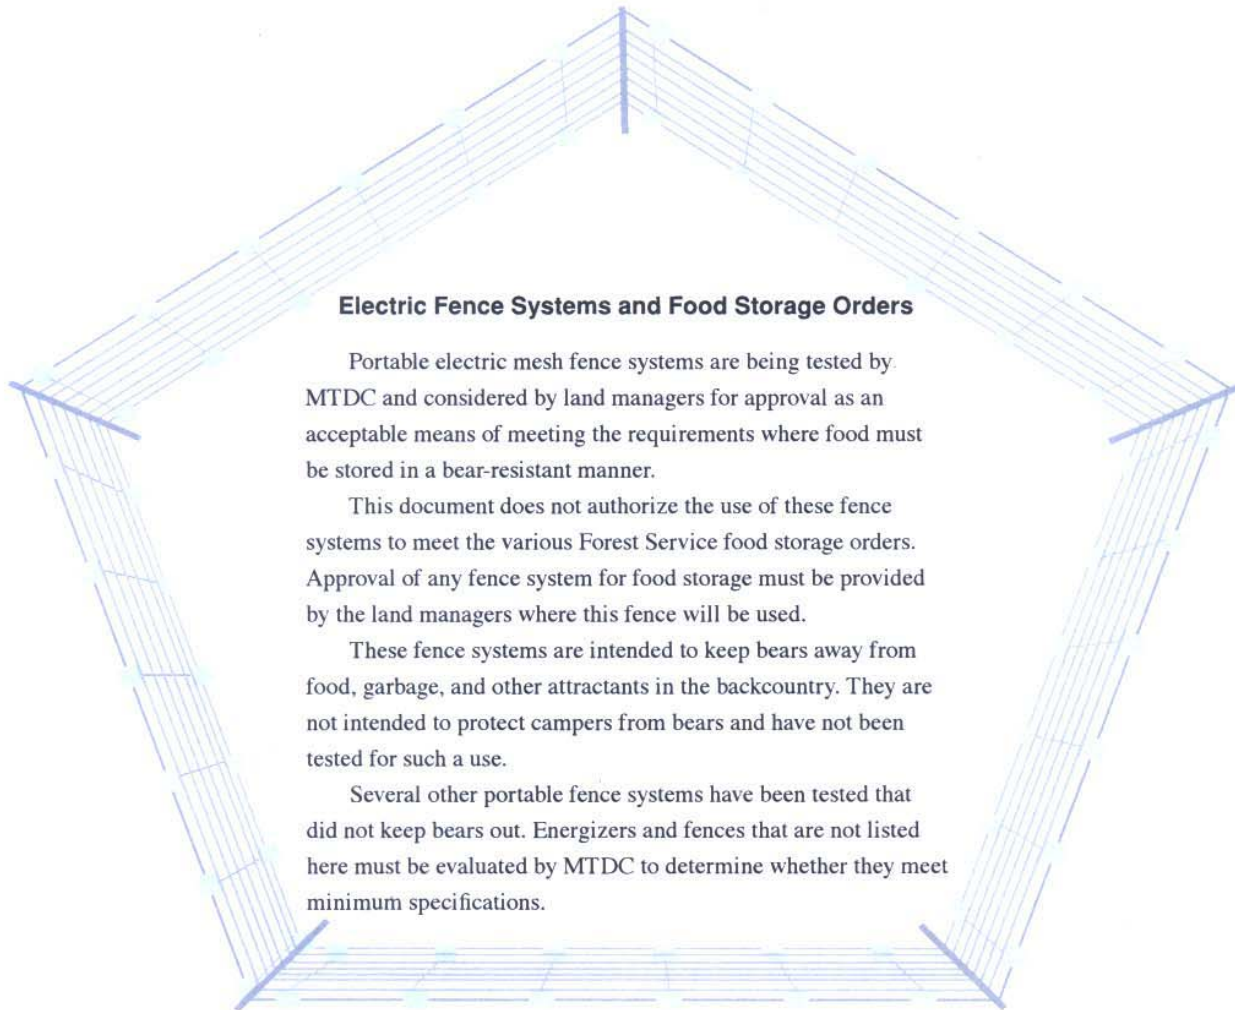 Electric Fence Systems and Food Storage Orders
Portable electric mesh fence systems are being tested by
MTDC and considered by land managers for approval as an
acceptable means of meeting the requirements where food must
be stored in a bear-resistant manner.
This document does not authorize the use of these fence
systems to meet the various Forest Service food storage orders.
Approval of any fence system for food storage must be provided
by the land managers where this fence will be used.
These fence systems are intended to keep bears away from
food, garbage, and other attractants in the backcountry. They are
not intended to protect campers from bears and have not been
tested for such a use.
Several other portable fence systems have been tested that
did not keep bears out. Energizers and fences that are not listed
here must be evaluated by MTDC to determine whether they meet
minimum specifications.